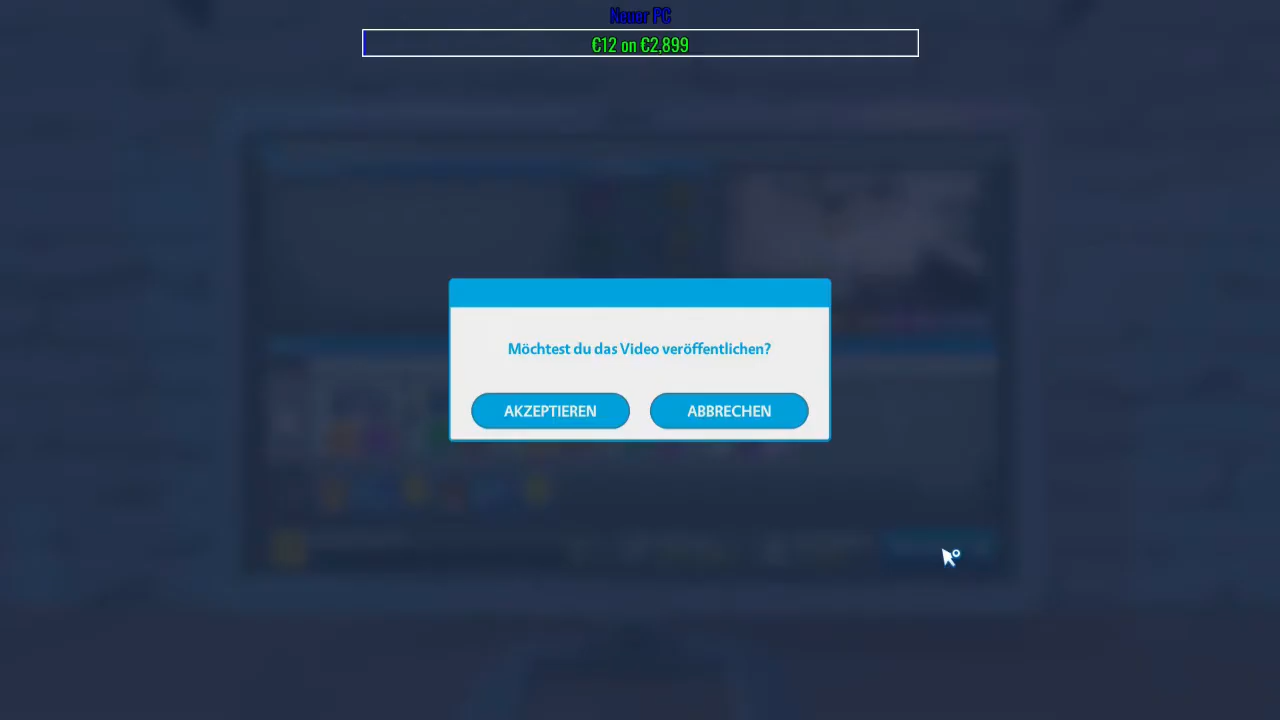 Neuer PC
€12 on €2,899
Möchtest du das Video veröffentlichen?
AKZEPTIEREN
ABBRECHEN